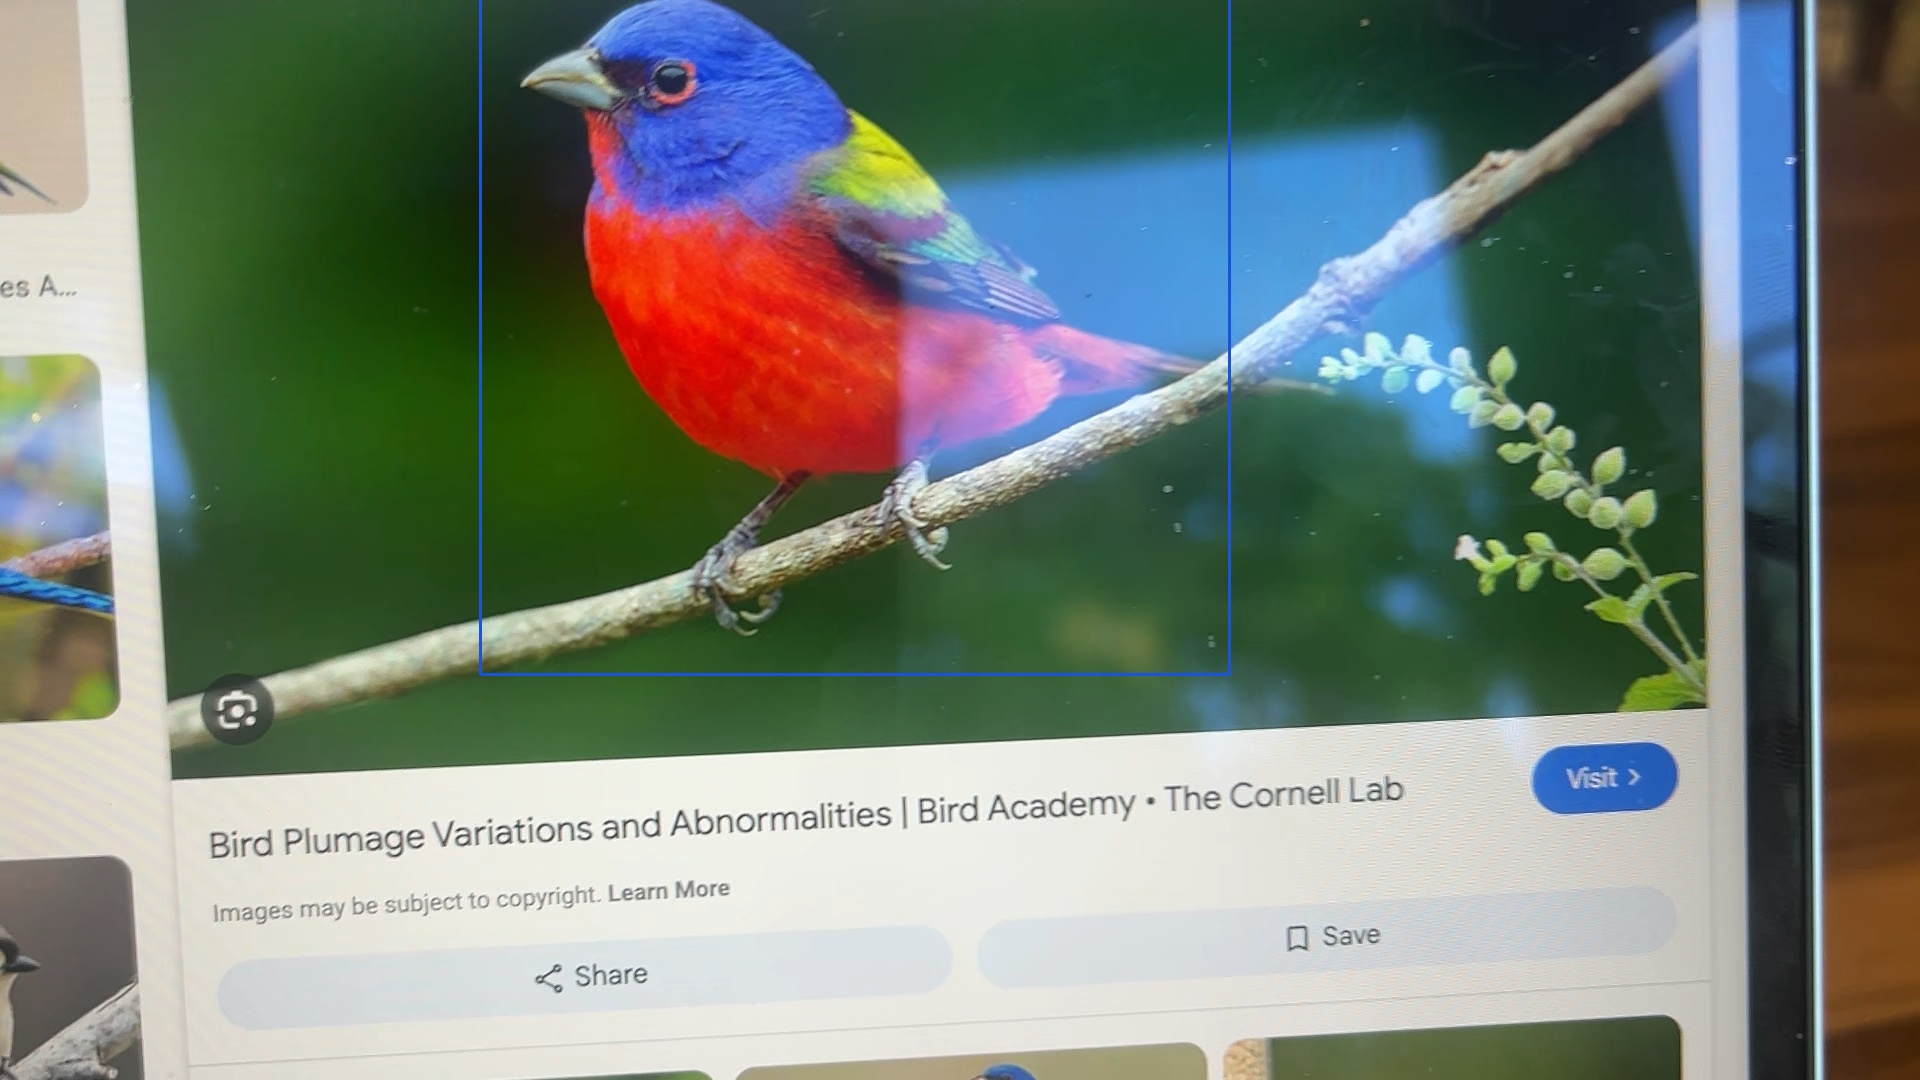 es A...
Bird Plumage Variations and Abnormalities | Bird Academy • The Cornell Lab
Visit >
Images may be subject to copyright. Learn More
Share
Save